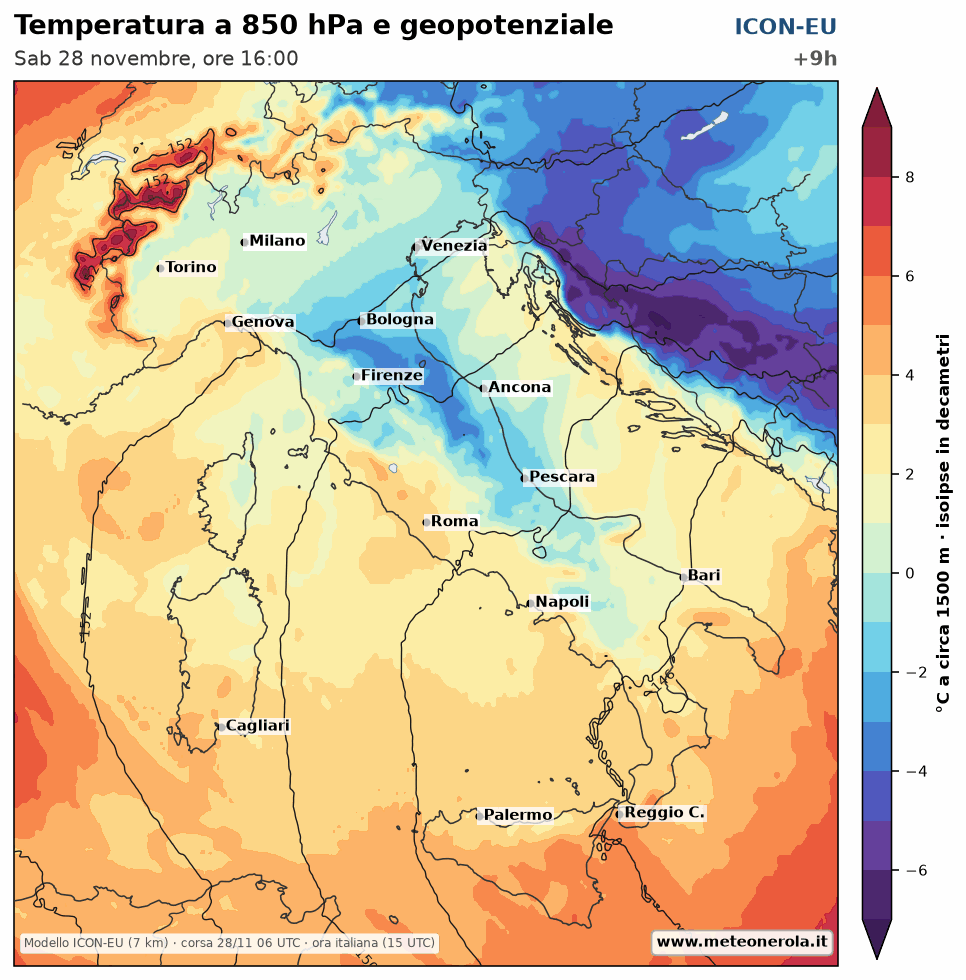 Temperatura a 850 hPa e geopotenziale
ICON-EU
Sab 28 novembre, ore 16:00
+9h
152
152
Milano
Venezia
Torino
Genova
Bologna
Firenze
Ancona
Pescara
Roma
Bari
Napoli
152
Cagliari
Palermo
Reggio C.
8
6
4
2
0
−2
−4
−6
°C a circa 1500 m · isoipse in decametri
Modello ICON-EU (7 km) · corsa 28/11 06 UTC · ora italiana (15 UTC)
www.meteonerola.it